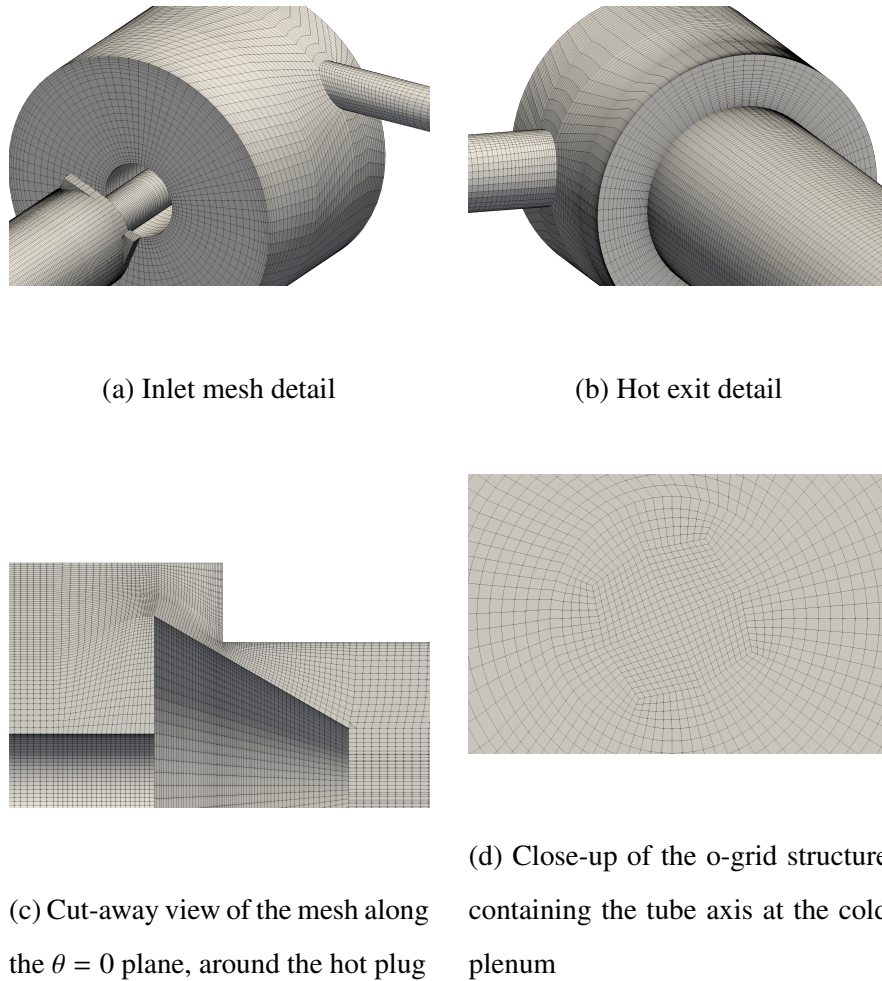 (a) Inlet mesh detail
(b) Hot exit detail
(c) Cut-away view of the mesh along
the θ = 0 plane, around the hot plug
(d) Close-up of the o-grid structure
containing the tube axis at the cold
plenum